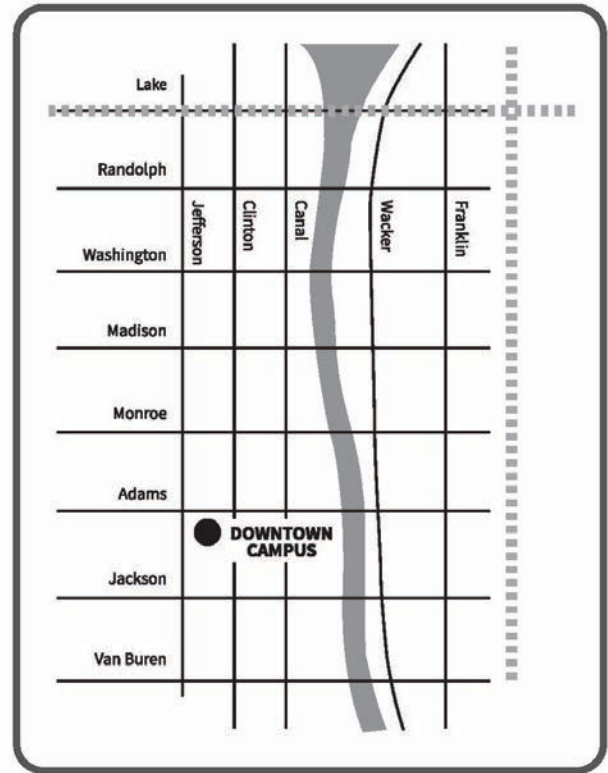 Lake
Randolph
Jefferson
Clinton
Canal
Wacker
Franklin
Washington
Madison
Monroe
Adams
DOWNTOWN
CAMPUS
Jackson
Van Buren